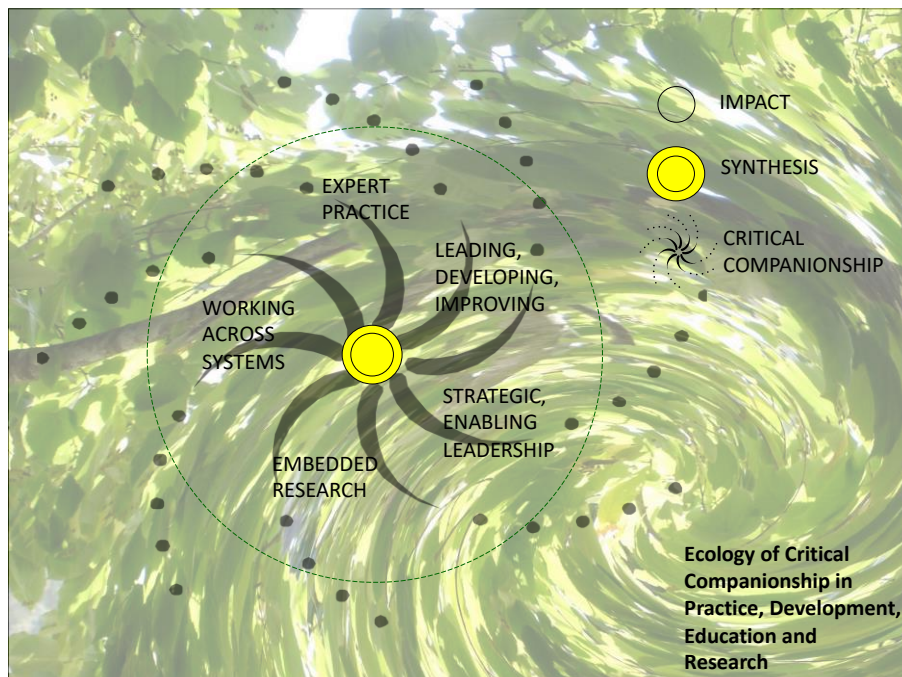 IMPACT
SYNTHESIS
CRITICAL
COMPANIONSHIP
EXPERT
PRACTICE
LEADING,
DEVELOPING,
IMPROVING
WORKING
ACROSS
SYSTEMS
STRATEGIC,
ENABLING
LEADERSHIP
EMBEDDED
RESEARCH
Ecology of Critical
Companionship in
Practice, Development,
Education and
Research